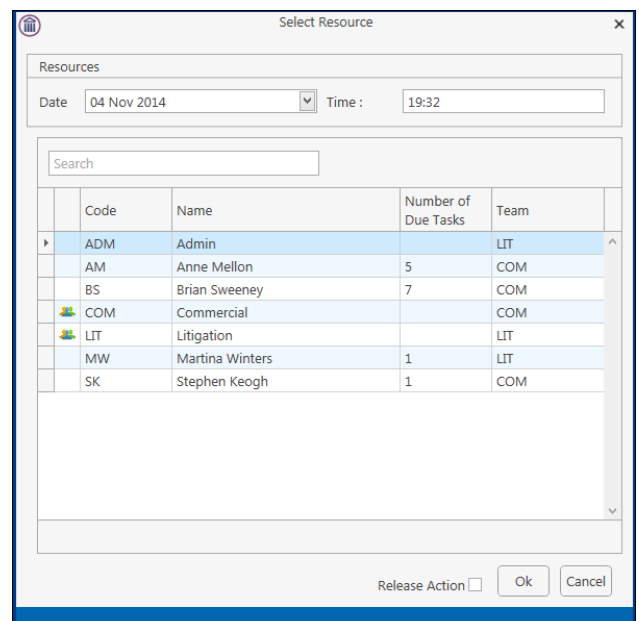 Select Resource
Resources
Date 04 Nov 2014 Time : 19:32
Search
Code Name Number of Due Tasks Team
ADM Admin LIT
AM Anne Mellon 5 COM
BS Brian Sweeney 7 COM
COM Commercial COM
LIT Litigation LIT
MW Martina Winters 1 LIT
SK Stephen Keogh 1 COM
Release Action Ok Cancel